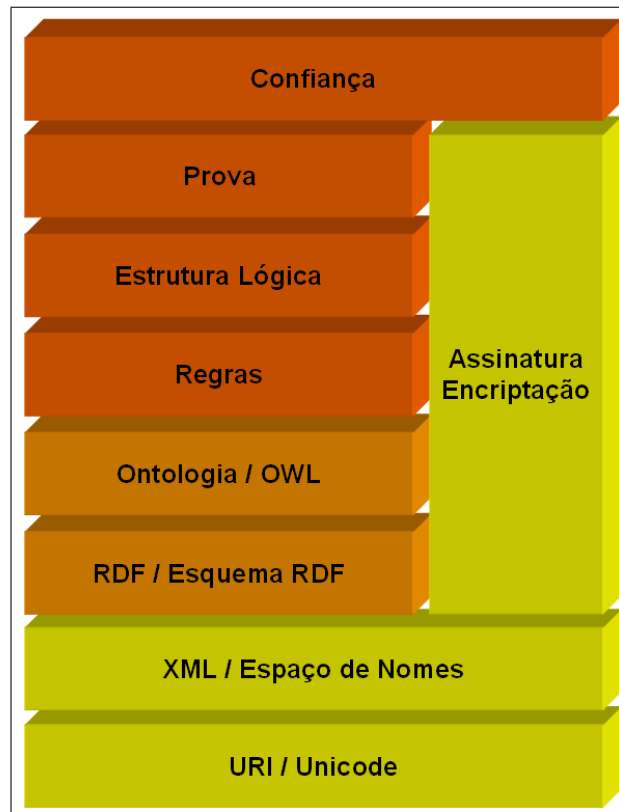 Confiança
Prova
Estrutura Lógica
Regras
Assinatura
Encriptação
Ontologia / OWL
RDF / Esquema RDF
XML / Espaço de Nomes
URI / Unicode